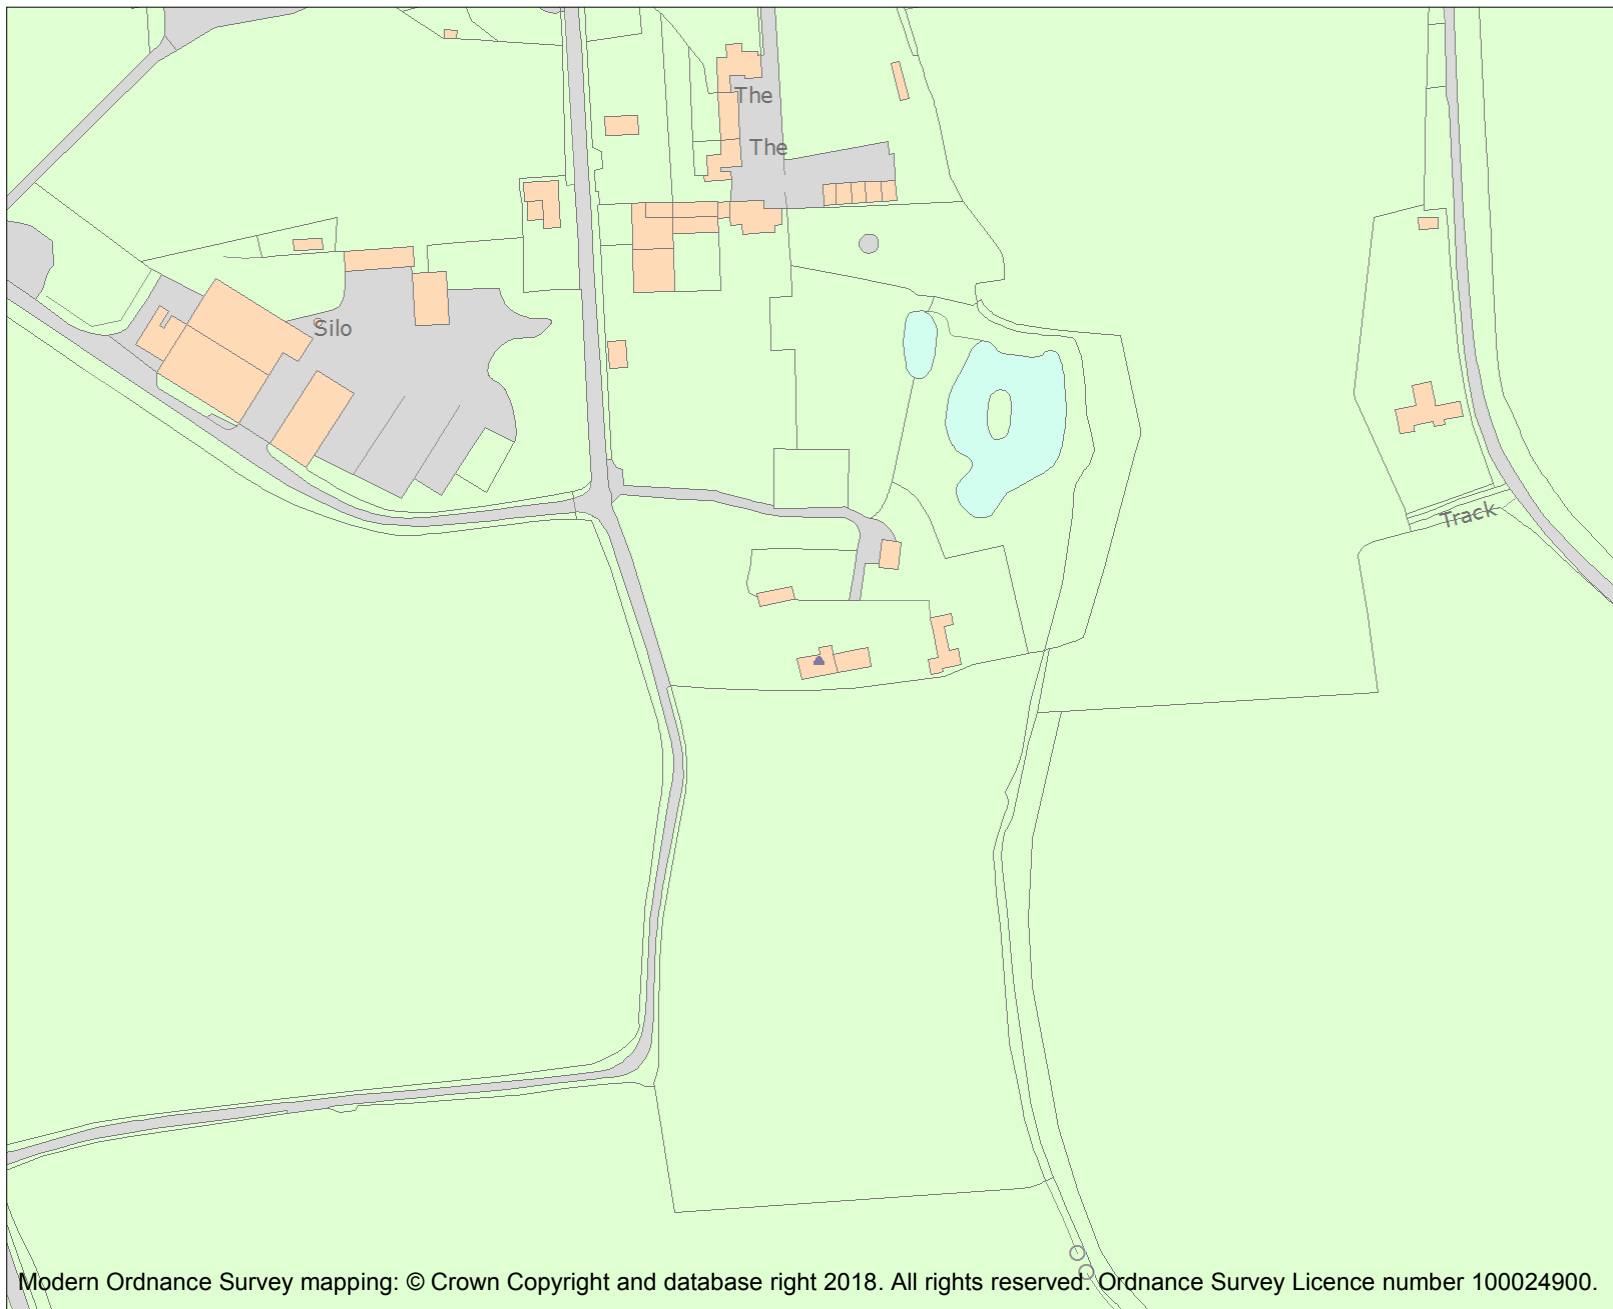 The
The
Silo
Track
Modern Ordnance Survey mapping: © Crown Copyright and database right 2018. All rights reserved. Ordnance Survey Licence number 100024900.